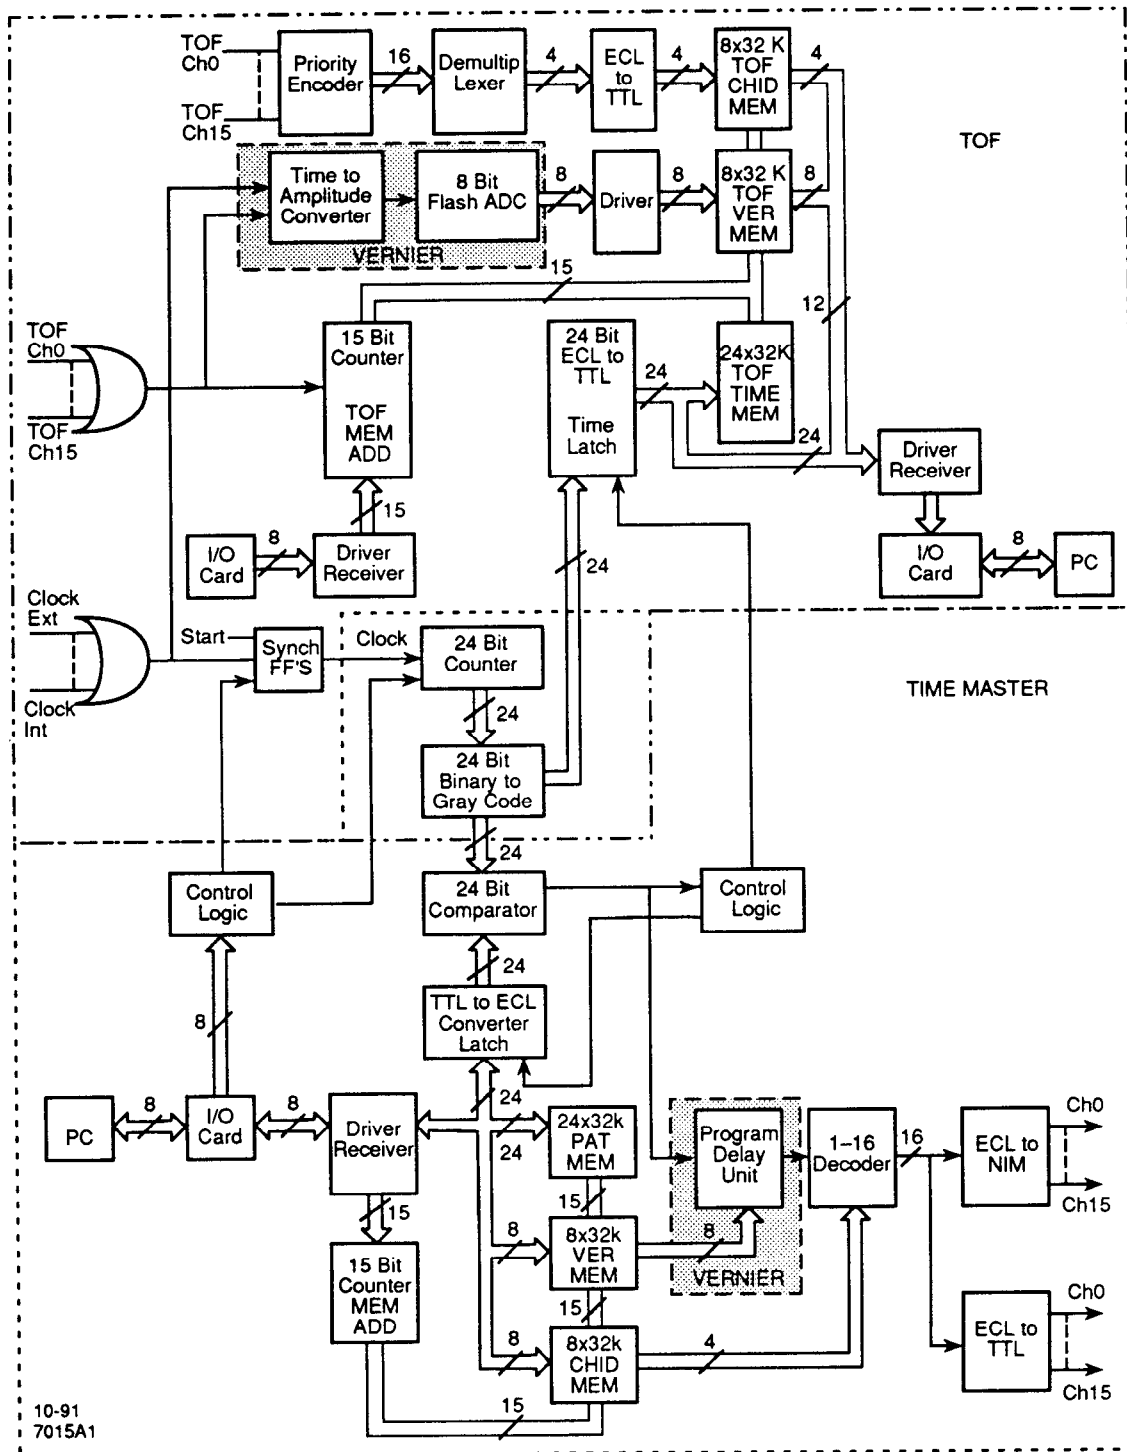 TOF
Ch0
TOF
Ch15
Priority
Encoder
16
Demultip
Lexer
4
ECL
to
TTL
4
8x32 K
TOF
CHID
MEM
4
TOF
Time to
Amplitude
Converter
8 Bit
Flash ADC
VERNIER
8
Driver
8
8x32 K
TOF
VER
MEM
8
15
12
TOF
Ch0
TOF
Ch15
15 Bit
Counter
TOF
MEM
ADD
24 Bit
ECL to
TTL
Time
Latch
24
24x32K
TOF
TIME
MEM
24
Driver
Receiver
15
I/O
Card
8
Driver
Receiver
24
I/O
Card
8
PC
Clock
Ext
Clock
Int
Start
Synch
FF'S
Clock
24 Bit
Counter
TIME MASTER
24
24 Bit
Binary to
Gray Code
24
Control
Logic
24 Bit
Comparator
Control
Logic
24
TTL to ECL
Converter
Latch
8
PC
8
I/O
Card
8
Driver
Receiver
24
24
24x32k
PAT
MEM
Program
Delay
Unit
VERNIER
1–16
Decoder
16
ECL to
NIM
Ch0
Ch15
15
15
8
8x32k
VER
MEM
8
15 Bit
Counter
MEM
ADD
15
8
8x32k
CHID
MEM
4
ECL to
TTL
Ch0
Ch15
15
10-91
7015A1